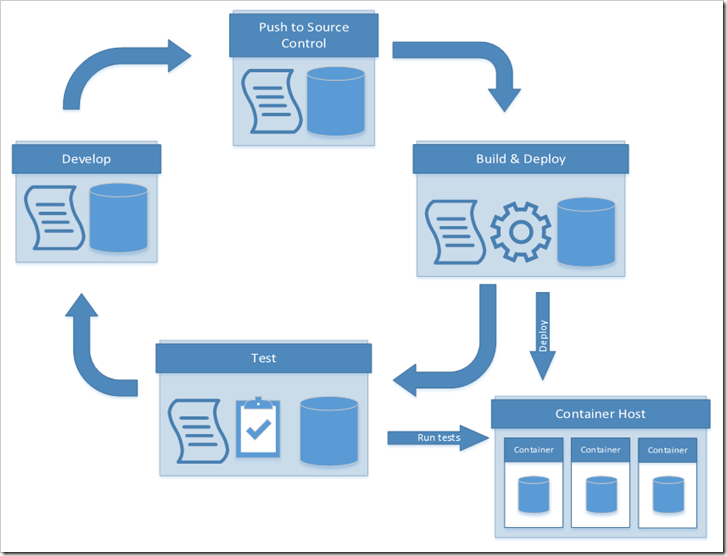 Push to Source
Control
Develop
Build & Deploy
Deploy
Test
Run tests
Container Host
Container
Container
Container